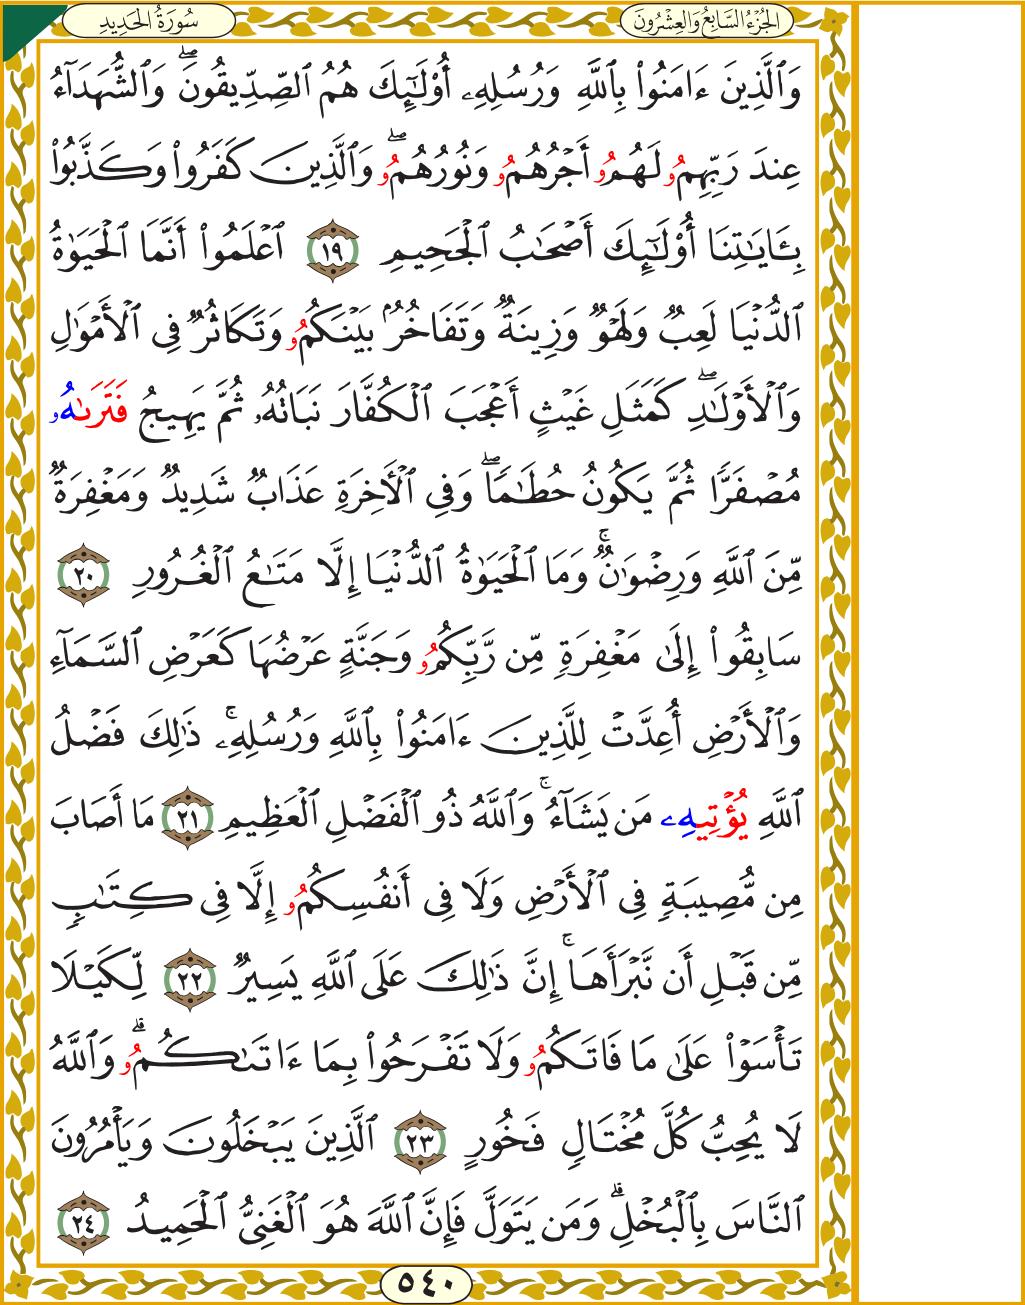 سُورَةُ الحَدِيدِ
الجُزْءُ السَّابِعُ وَالعِشْرُونَ
وَٱلَّذِينَ ءَامَنُوا۟ بِٱللَّهِ وَرُسُلِهِۦٓ أُو۟لَٰٓئِكَ هُمُ ٱلصِّدِّيقُونَۖ وَٱلشُّهَدَآءُ
عِندَ رَبِّهِمُۥ لَهُمُۥ أَجْرُهُمُۥ وَنُورُهُمُۥۖ وَٱلَّذِينَ كَفَرُوا۟ وَكَذَّبُوا۟
بِـَٔايَٰتِنَا أُو۟لَٰٓئِكَ أَصْحَٰبُ ٱلْجَحِيمِ ١٩ ٱعْلَمُوا۟ أَنَّمَا ٱلْحَيَوٰةُ
ٱلدُّنْيَا لَعِبٌ وَلَهْوٌ وَزِينَةٌ وَتَفَاخُرٌۢ بَيْنَكُمُۥ وَتَكَاثُرٌ فِى ٱلْأَمْوَٰلِ
وَٱلْأَوْلَٰدِۖ كَمَثَلِ غَيْثٍ أَعْجَبَ ٱلْكُفَّارَ نَبَاتُهُۥ ثُمَّ يَهِيجُ فَتَرَىٰهُۥ
مُصْفَرًّا ثُمَّ يَكُونُ حُطَٰمًاۖ وَفِى ٱلْأَخِرَةِ عَذَابٌ شَدِيدٌ وَمَغْفِرَةٌ
مِّنَ ٱللَّهِ وَرِضْوَٰنٌۚ وَمَا ٱلْحَيَوٰةُ ٱلدُّنْيَا إِلَّا مَتَٰعُ ٱلْغُرُورِ ٢٠
سَابِقُوا۟ إِلَىٰ مَغْفِرَةٍ مِّن رَّبِّكُمُۥ وَجَنَّةٍ عَرْضُهَا كَعَرْضِ ٱلسَّمَآءِ
وَٱلْأَرْضِ أُعِدَّتْ لِلَّذِينَ ءَامَنُوا۟ بِٱللَّهِ وَرُسُلِهِۦۚ ذَٰلِكَ فَضْلُ
ٱللَّهِ يُؤْتِيهِۦ مَن يَشَآءُۚ وَٱللَّهُ ذُو ٱلْفَضْلِ ٱلْعَظِيمِ ٢١ مَا أَصَابَ
مِن مُّصِيبَةٍ فِى ٱلْأَرْضِ وَلَا فِى أَنفُسِكُمُۥ إِلَّا فِى كِتَٰبٍ
مِّن قَبْلِ أَن نَّبْرَأَهَاۚ إِنَّ ذَٰلِكَ عَلَى ٱللَّهِ يَسِيرٌ ٢٢ لِّكَيْلَا
تَأْسَوْا۟ عَلَىٰ مَا فَاتَكُمُۥ وَلَا تَفْرَحُوا۟ بِمَا ءَاتَىٰكُمُۥۗ وَٱللَّهُ
لَا يُحِبُّ كُلَّ مُخْتَالٍ فَخُورٍ ٢٣ ٱلَّذِينَ يَبْخَلُونَ وَيَأْمُرُونَ
ٱلنَّاسَ بِٱلْبُخْلِۗ وَمَن يَتَوَلَّ فَإِنَّ ٱللَّهَ هُوَ ٱلْغَنِىُّ ٱلْحَمِيدُ ٢٤
٥٤٠